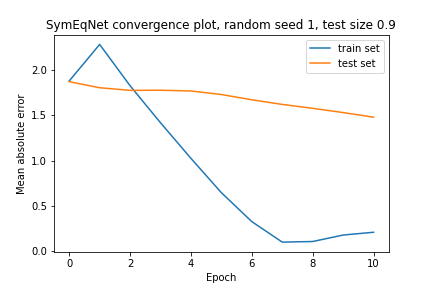 SymEqNet convergence plot, random seed 1, test size 0.9
train set
test set
Mean absolute error
2.0
1.5
1.0
0.5
0.0
0 2 4 6 8 10
Epoch